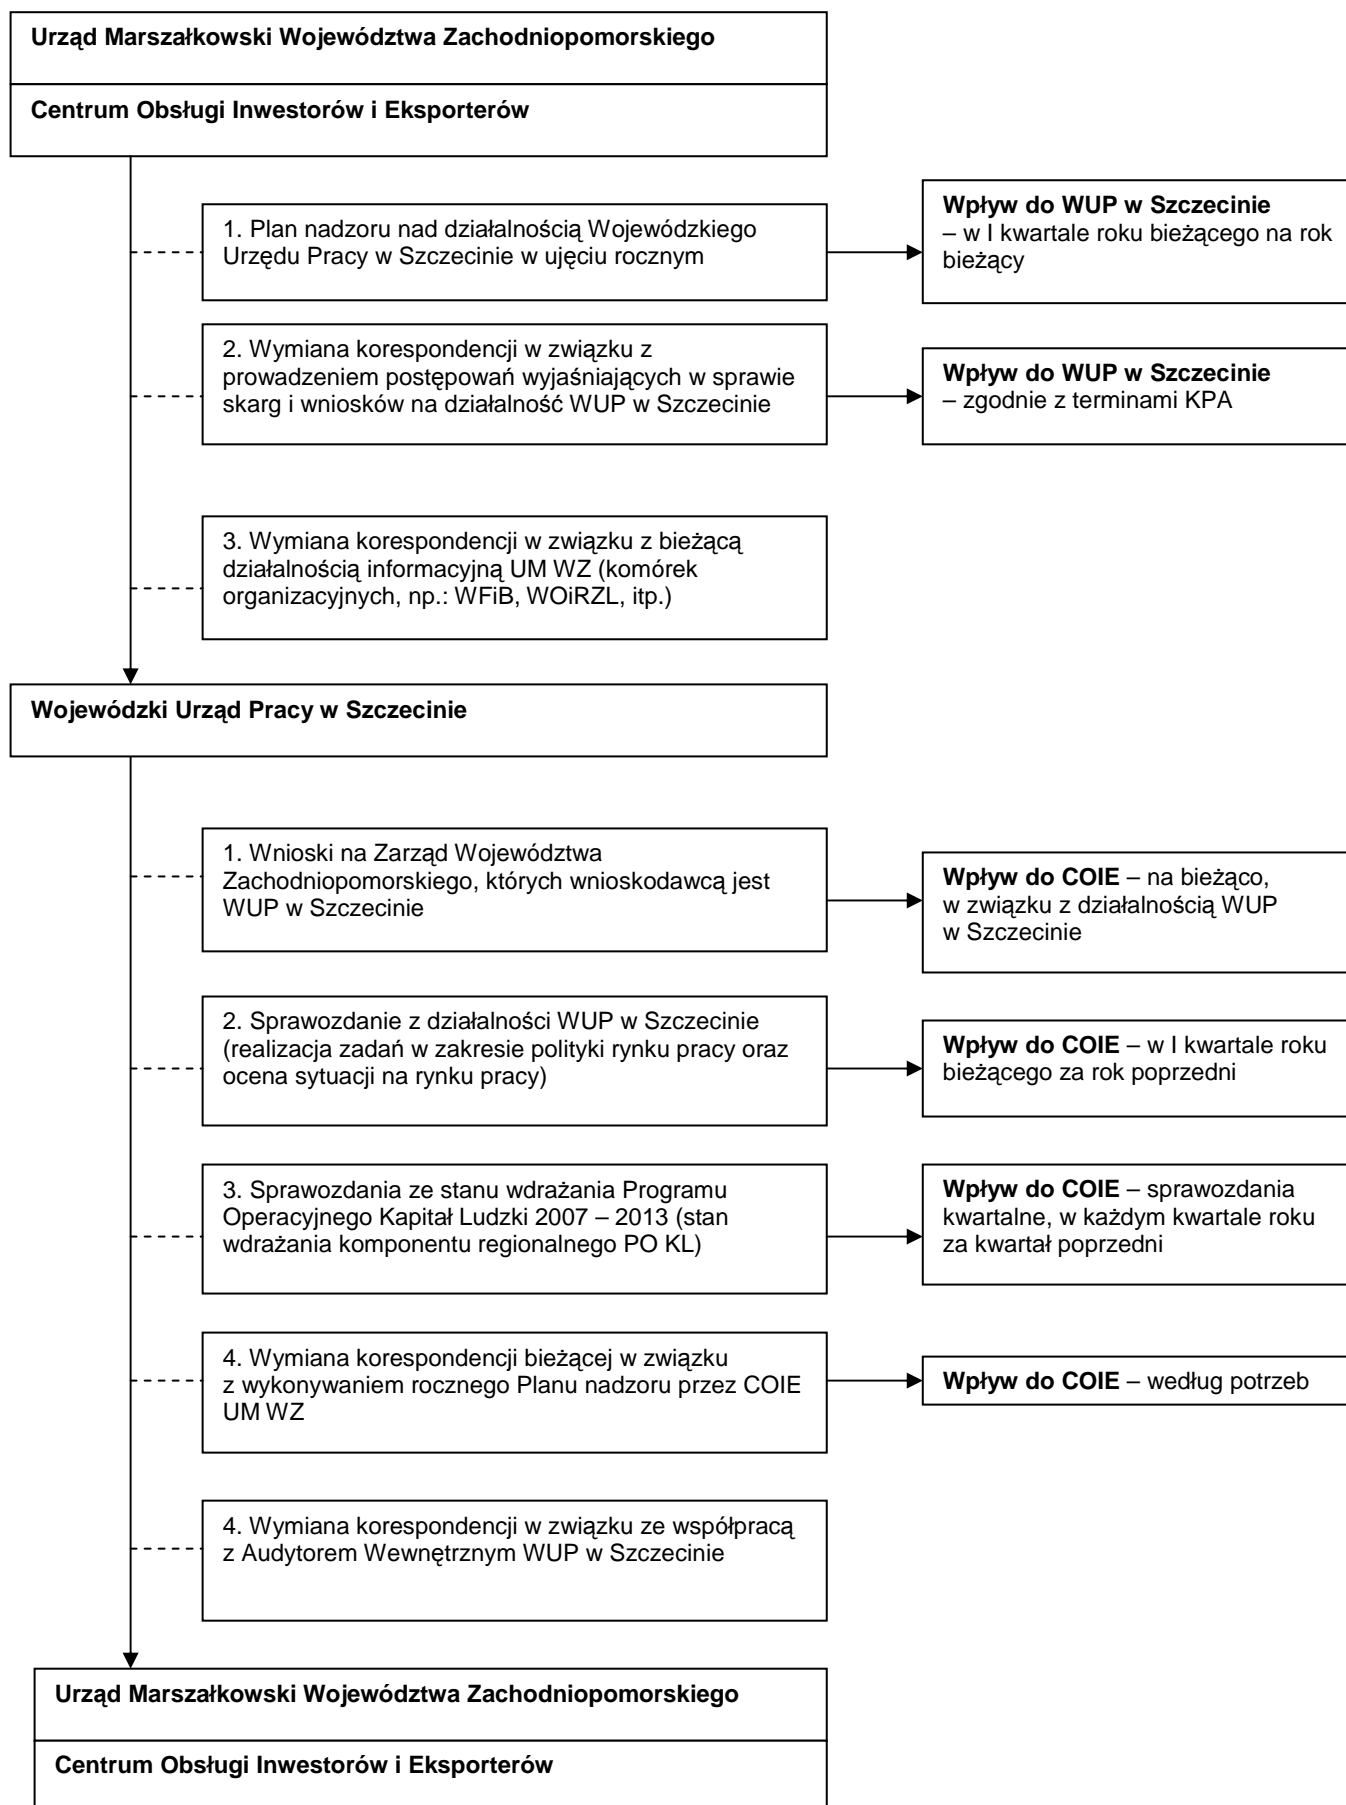 Urząd Marszałkowski Województwa Zachodniopomorskiego
Centrum Obsługi Inwestorów i Eksporterów
1. Plan nadzoru nad działalnością Wojewódzkiego
Urzędu Pracy w Szczecinie w ujęciu rocznym
Wpływ do WUP w Szczecinie
– w I kwartale roku bieżącego na rok
bieżący
2. Wymiana korespondencji w związku z
prowadzeniem postępowań wyjaśniających w sprawie
skarg i wniosków na działalność WUP w Szczecinie
Wpływ do WUP w Szczecinie
– zgodnie z terminami KPA
3. Wymiana korespondencji w związku z bieżącą
działalnością informacyjną UM WZ (komórek
organizacyjnych, np.: WFiB, WOiRZL, itp.)
Wojewódzki Urząd Pracy w Szczecinie
1. Wnioski na Zarząd Województwa
Zachodniopomorskiego, których wnioskodawcą jest
WUP w Szczecinie
Wpływ do COIE – na bieżąco,
w związku z działalnością WUP
w Szczecinie
2. Sprawozdanie z działalności WUP w Szczecinie
(realizacja zadań w zakresie polityki rynku pracy oraz
ocena sytuacji na rynku pracy)
Wpływ do COIE – w I kwartale roku
bieżącego za rok poprzedni
3. Sprawozdania ze stanu wdrażania Programu
Operacyjnego Kapitał Ludzki 2007 – 2013 (stan
wdrażania komponentu regionalnego PO KL)
Wpływ do COIE – sprawozdania
kwartalne, w każdym kwartale roku
za kwartał poprzedni
4. Wymiana korespondencji bieżącej w związku
z wykonywaniem rocznego Planu nadzoru przez COIE
UM WZ
Wpływ do COIE – według potrzeb
4. Wymiana korespondencji w związku ze współpracą
z Audytorem Wewnętrznym WUP w Szczecinie
Urząd Marszałkowski Województwa Zachodniopomorskiego
Centrum Obsługi Inwestorów i Eksporterów